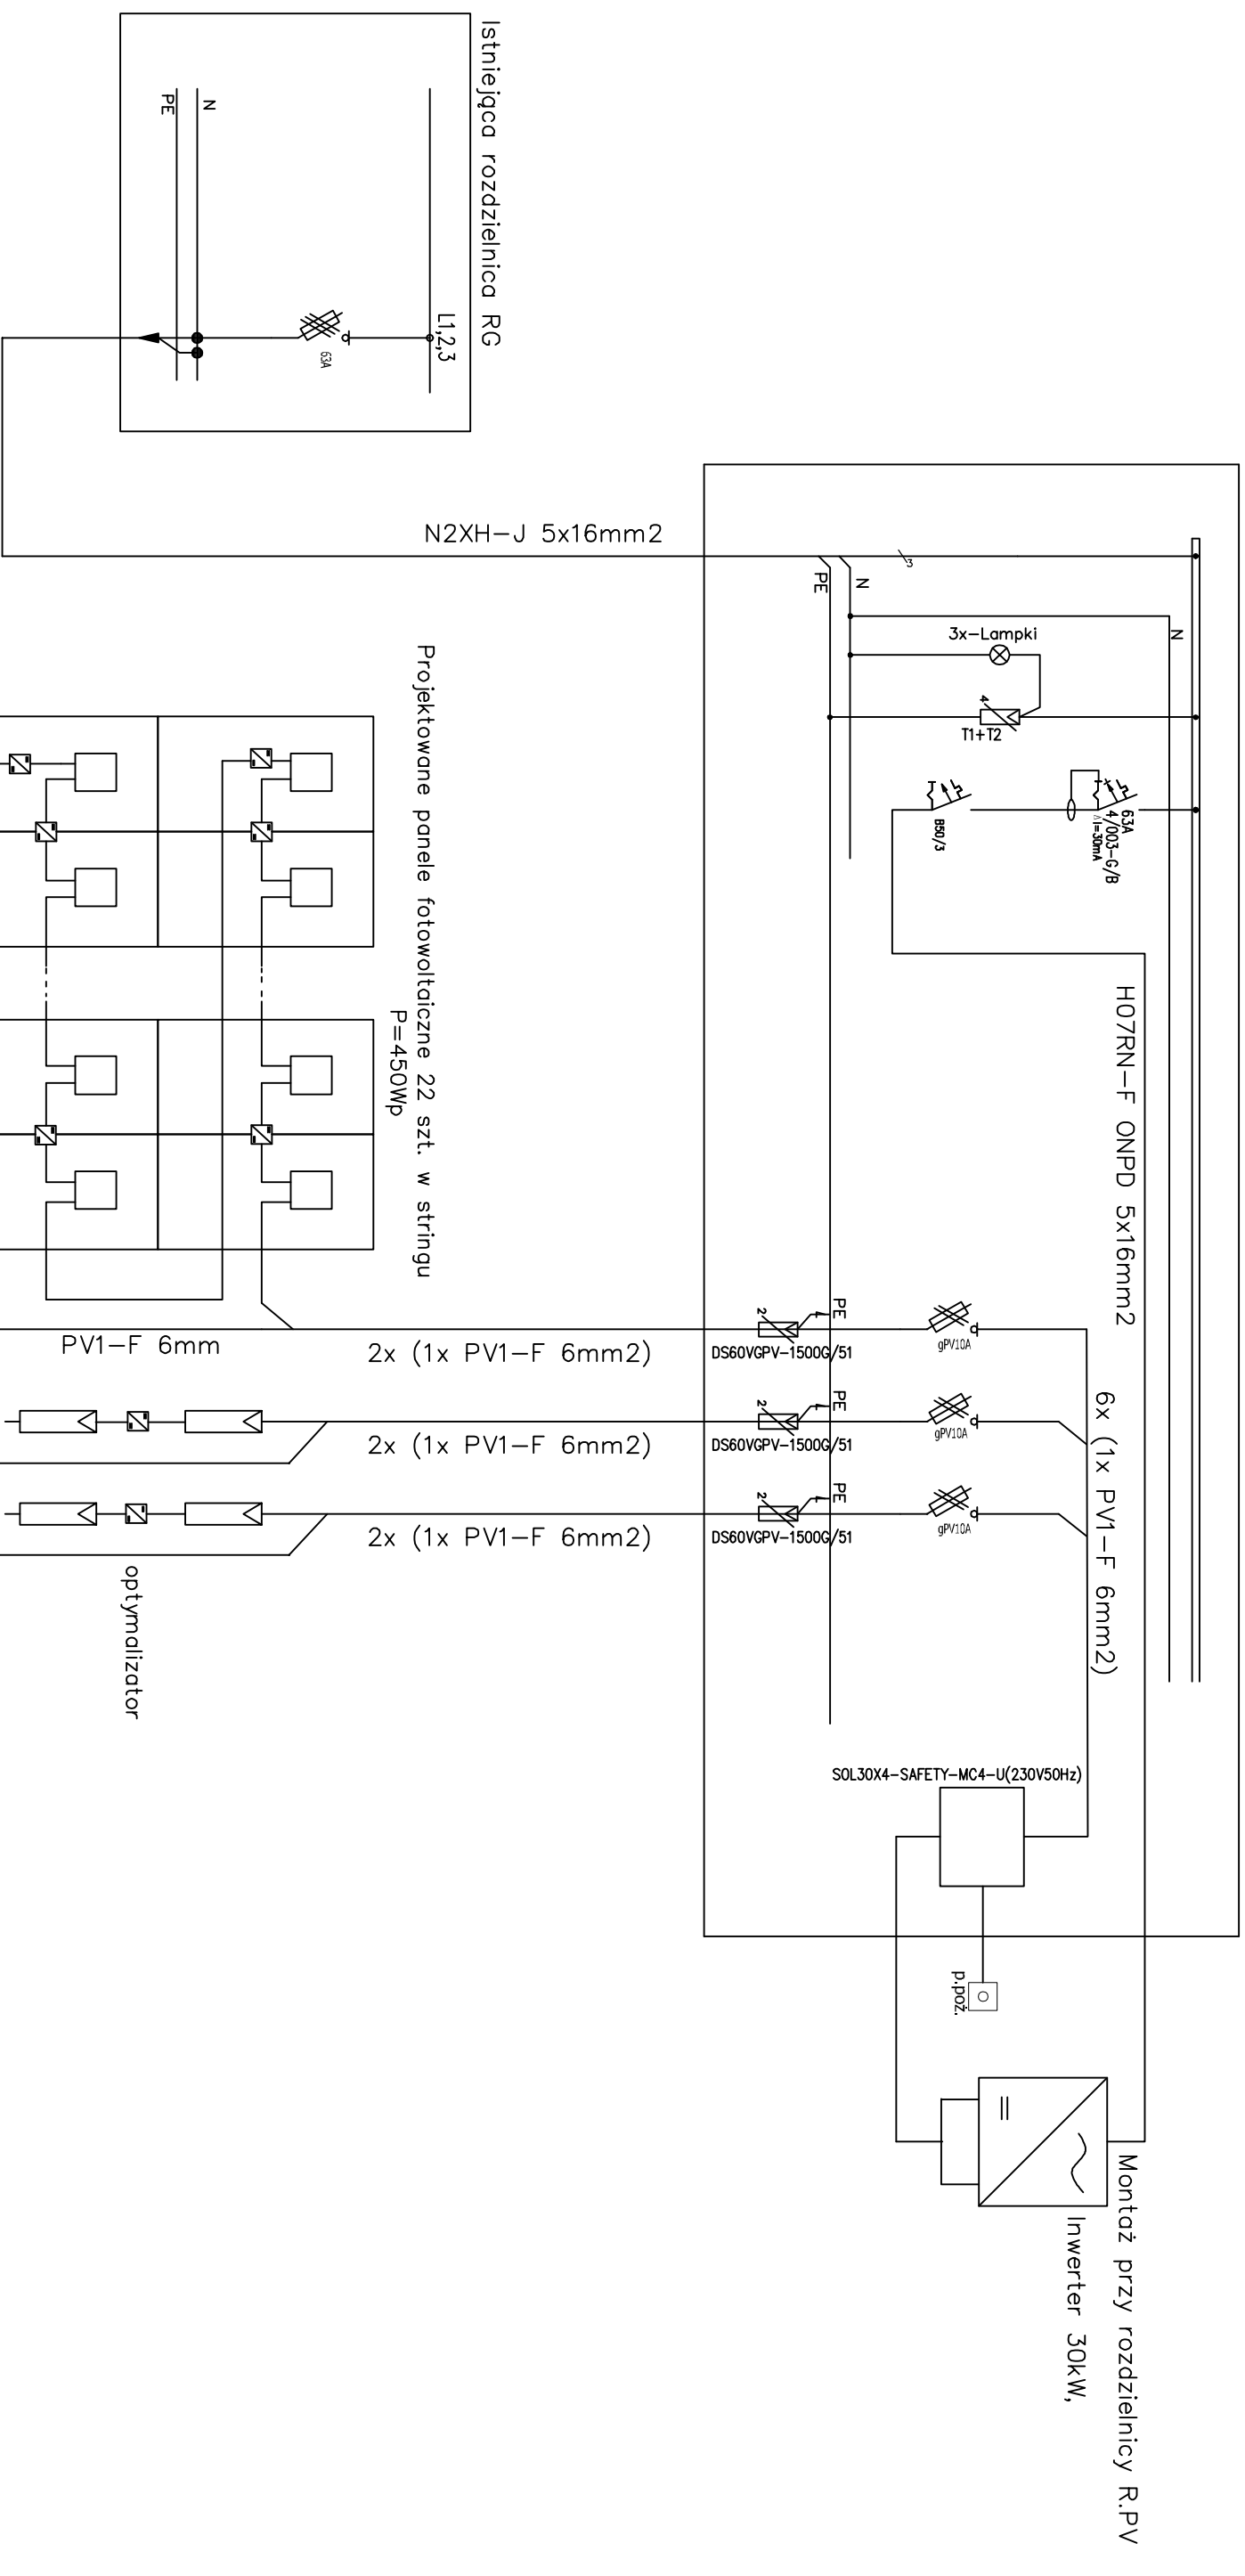 Istniejąca rozdzielnica RG
L1,2,3
63A
N
PE
N2XH-J 5x16mm2
3
N
PE
N
3x-Lampki
4
T1+T2
63A
4/003-G/B
△I=30mA
B50/3
H07RN-F ONPD 5x16mm2
Projektowane panele fotowoltaiczne 22 szt. w stringu
P=450Wp
PV1-F 6mm
2x (1x PV1-F 6mm2)
2
DS60VGPV-1500G/51
PE
gPV10A
2x (1x PV1-F 6mm2)
2
DS60VGPV-1500G/51
PE
gPV10A
2x (1x PV1-F 6mm2)
2
DS60VGPV-1500G/51
PE
gPV10A
6x (1x PV1-F 6mm2)
optymalizator
SOL30X4-SAFETY-MC4-U(230V50Hz)
p.poż.
Montaż przy rozdzielnicy R.PV
Inwerter 30kW,